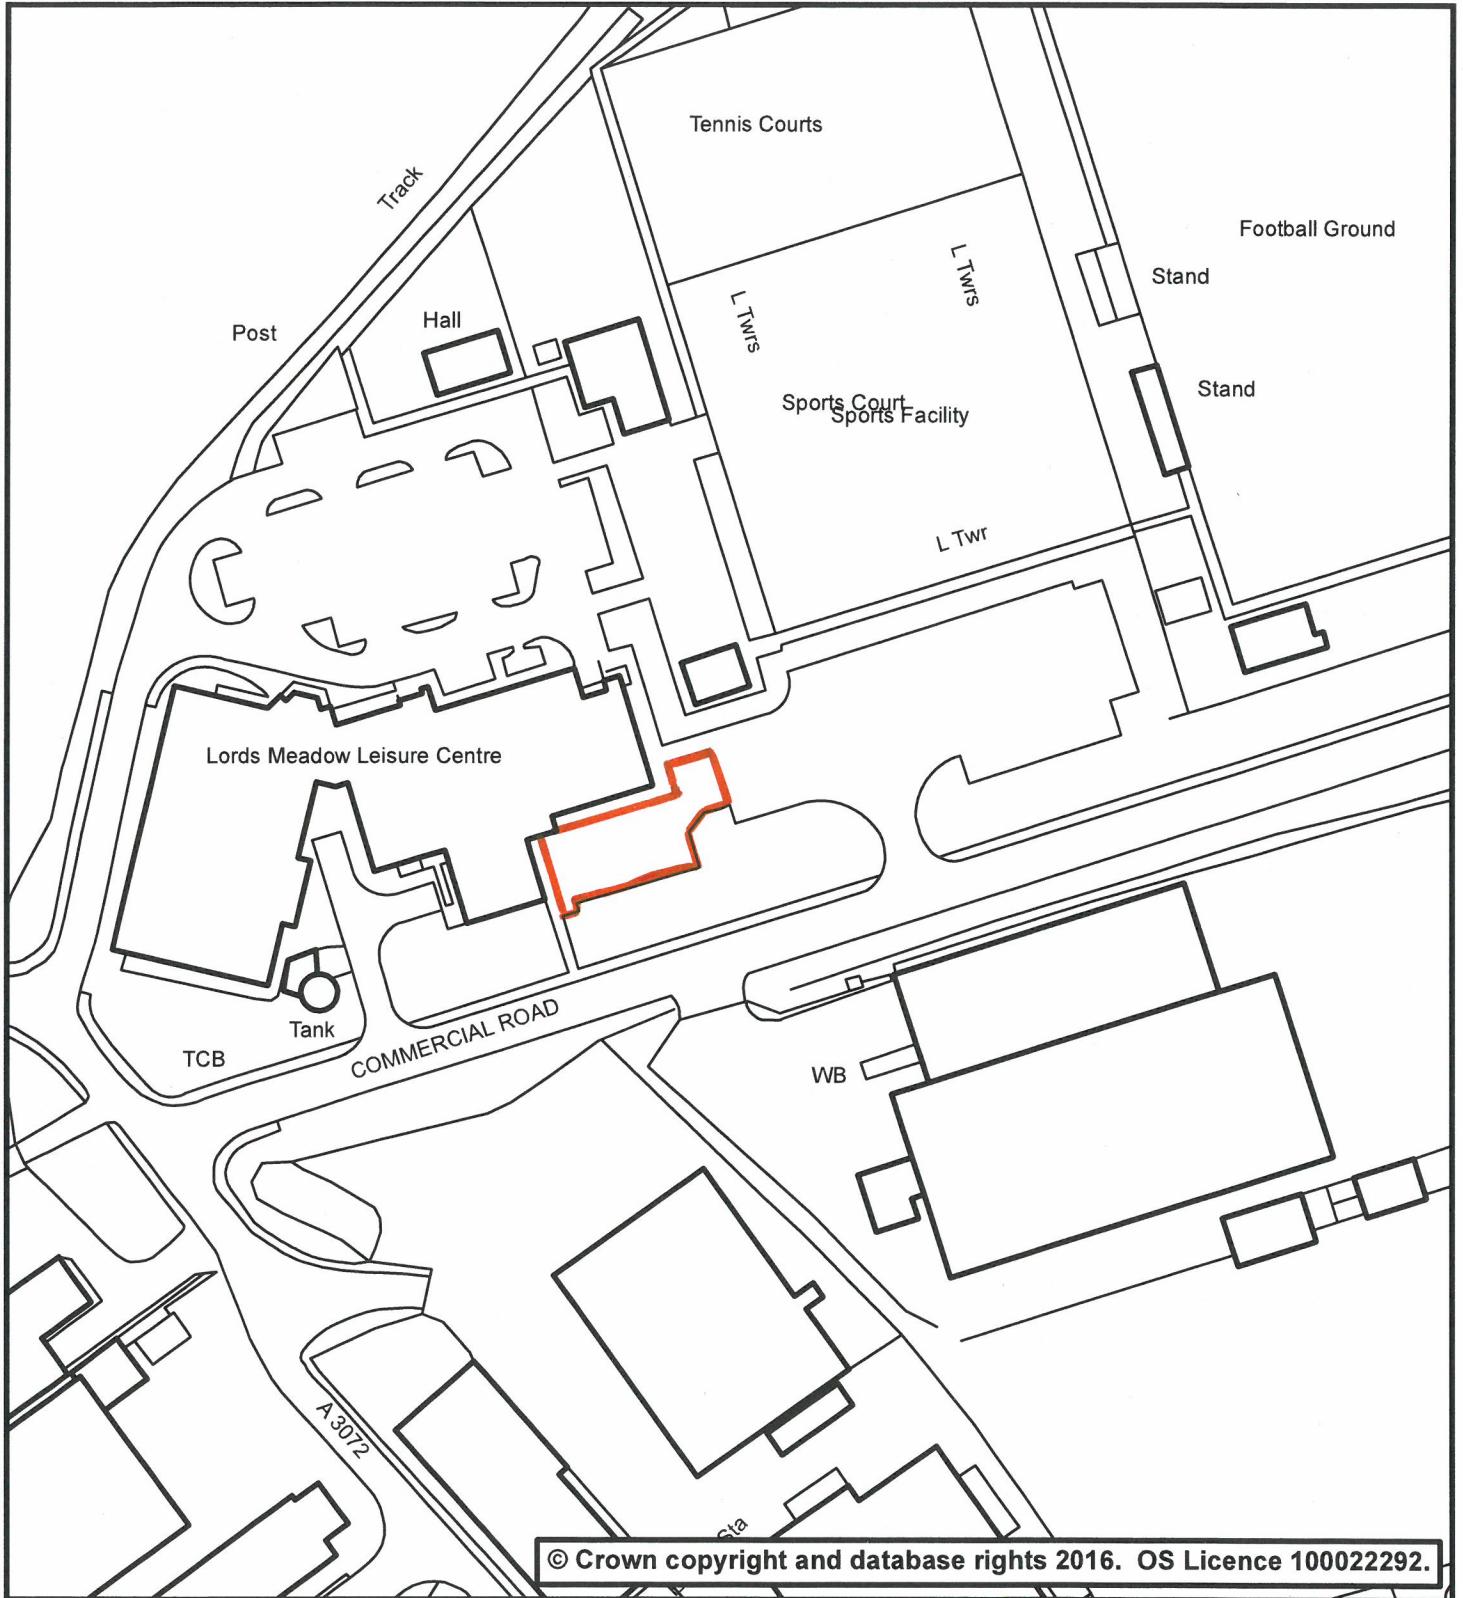 Tennis Courts
Track
Football Ground
L Twrs
Stand
L Twrs
Hall
Post
Stand
Sports Court
Sports Facility
L Twr
Lords Meadow Leisure Centre
COMMERCIAL ROAD
Tank
TCB
WB
A 3072
Sta
© Crown copyright and database rights 2016. OS Licence 100022292.